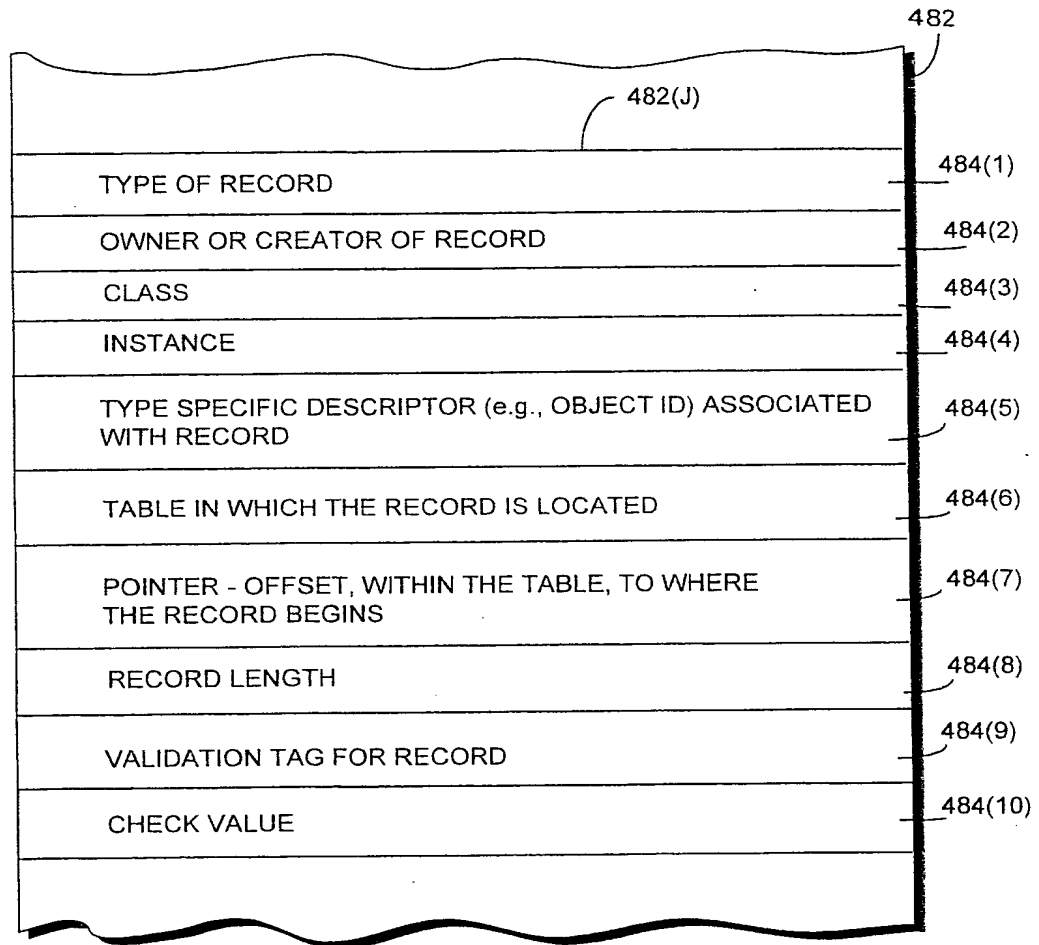 482
482(J)
TYPE OF RECORD
484(1)
OWNER OR CREATOR OF RECORD
484(2)
CLASS
484(3)
INSTANCE
484(4)
TYPE SPECIFIC DESCRIPTOR (e.g., OBJECT ID) ASSOCIATED
WITH RECORD
484(5)
TABLE IN WHICH THE RECORD IS LOCATED
484(6)
POINTER - OFFSET, WITHIN THE TABLE, TO WHERE
THE RECORD BEGINS
484(7)
RECORD LENGTH
484(8)
VALIDATION TAG FOR RECORD
484(9)
CHECK VALUE
484(10)